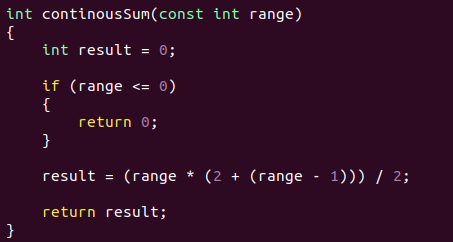 int continousSum(const int range)
{
    int result = 0;

    if (range <= 0)
    {
        return 0;
    }

    result = (range * (2 + (range - 1))) / 2;

    return result;
}